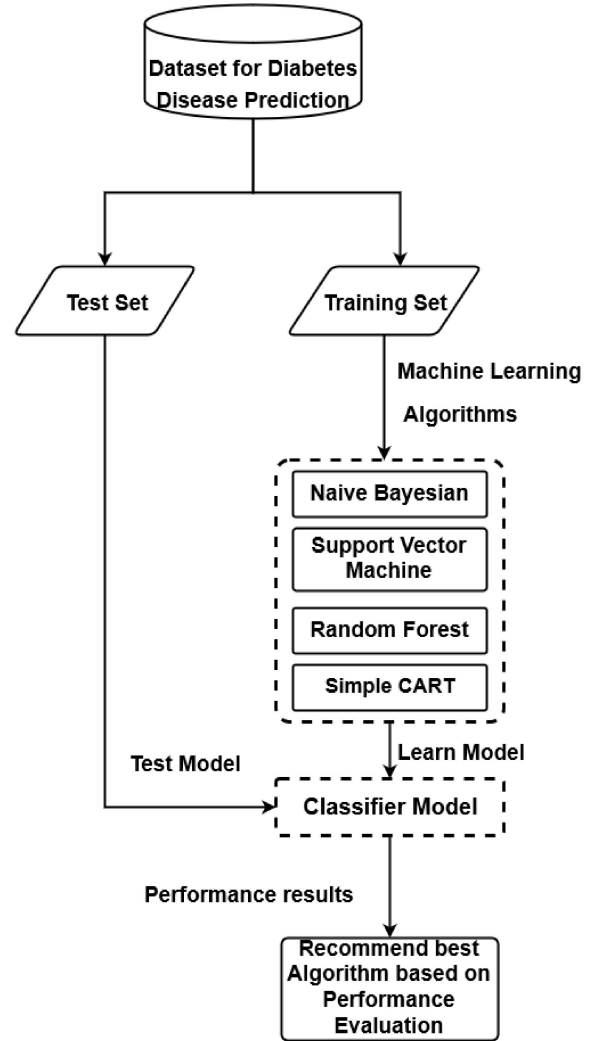 Dataset for Diabetes
Disease Prediction
Test Set
Training Set
Machine Learning
Algorithms
Naive Bayesian
Support Vector
Machine
Random Forest
Simple CART
Learn Model
Test Model
Classifier Model
Performance results
Recommend best
Algorithm based on
Performance
Evaluation